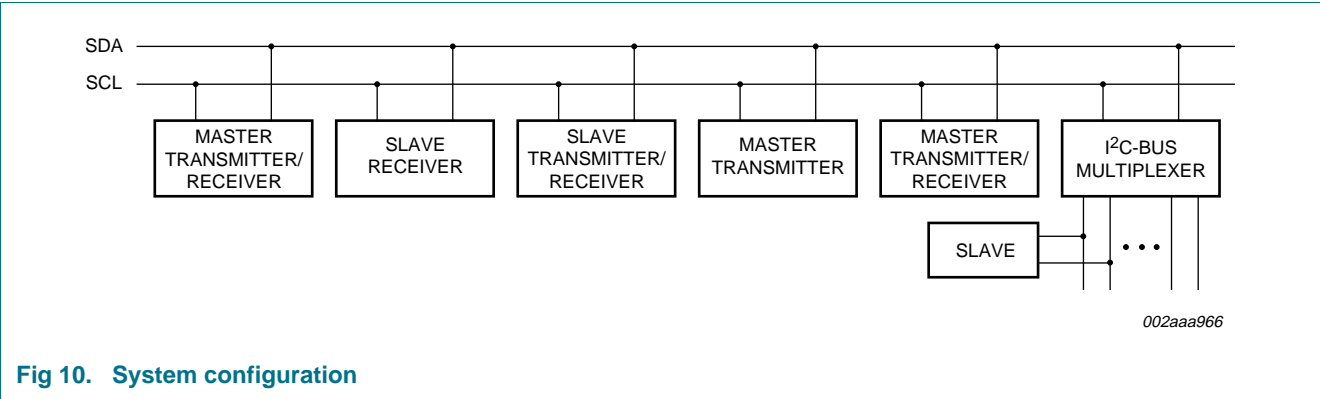 SDA
SCL
MASTER
TRANSMITTER/
RECEIVER
SLAVE
RECEIVER
SLAVE
TRANSMITTER/
RECEIVER
MASTER
TRANSMITTER
MASTER
TRANSMITTER/
RECEIVER
I²C-BUS
MULTIPLEXER
SLAVE
002aaa966
Fig 10. System configuration